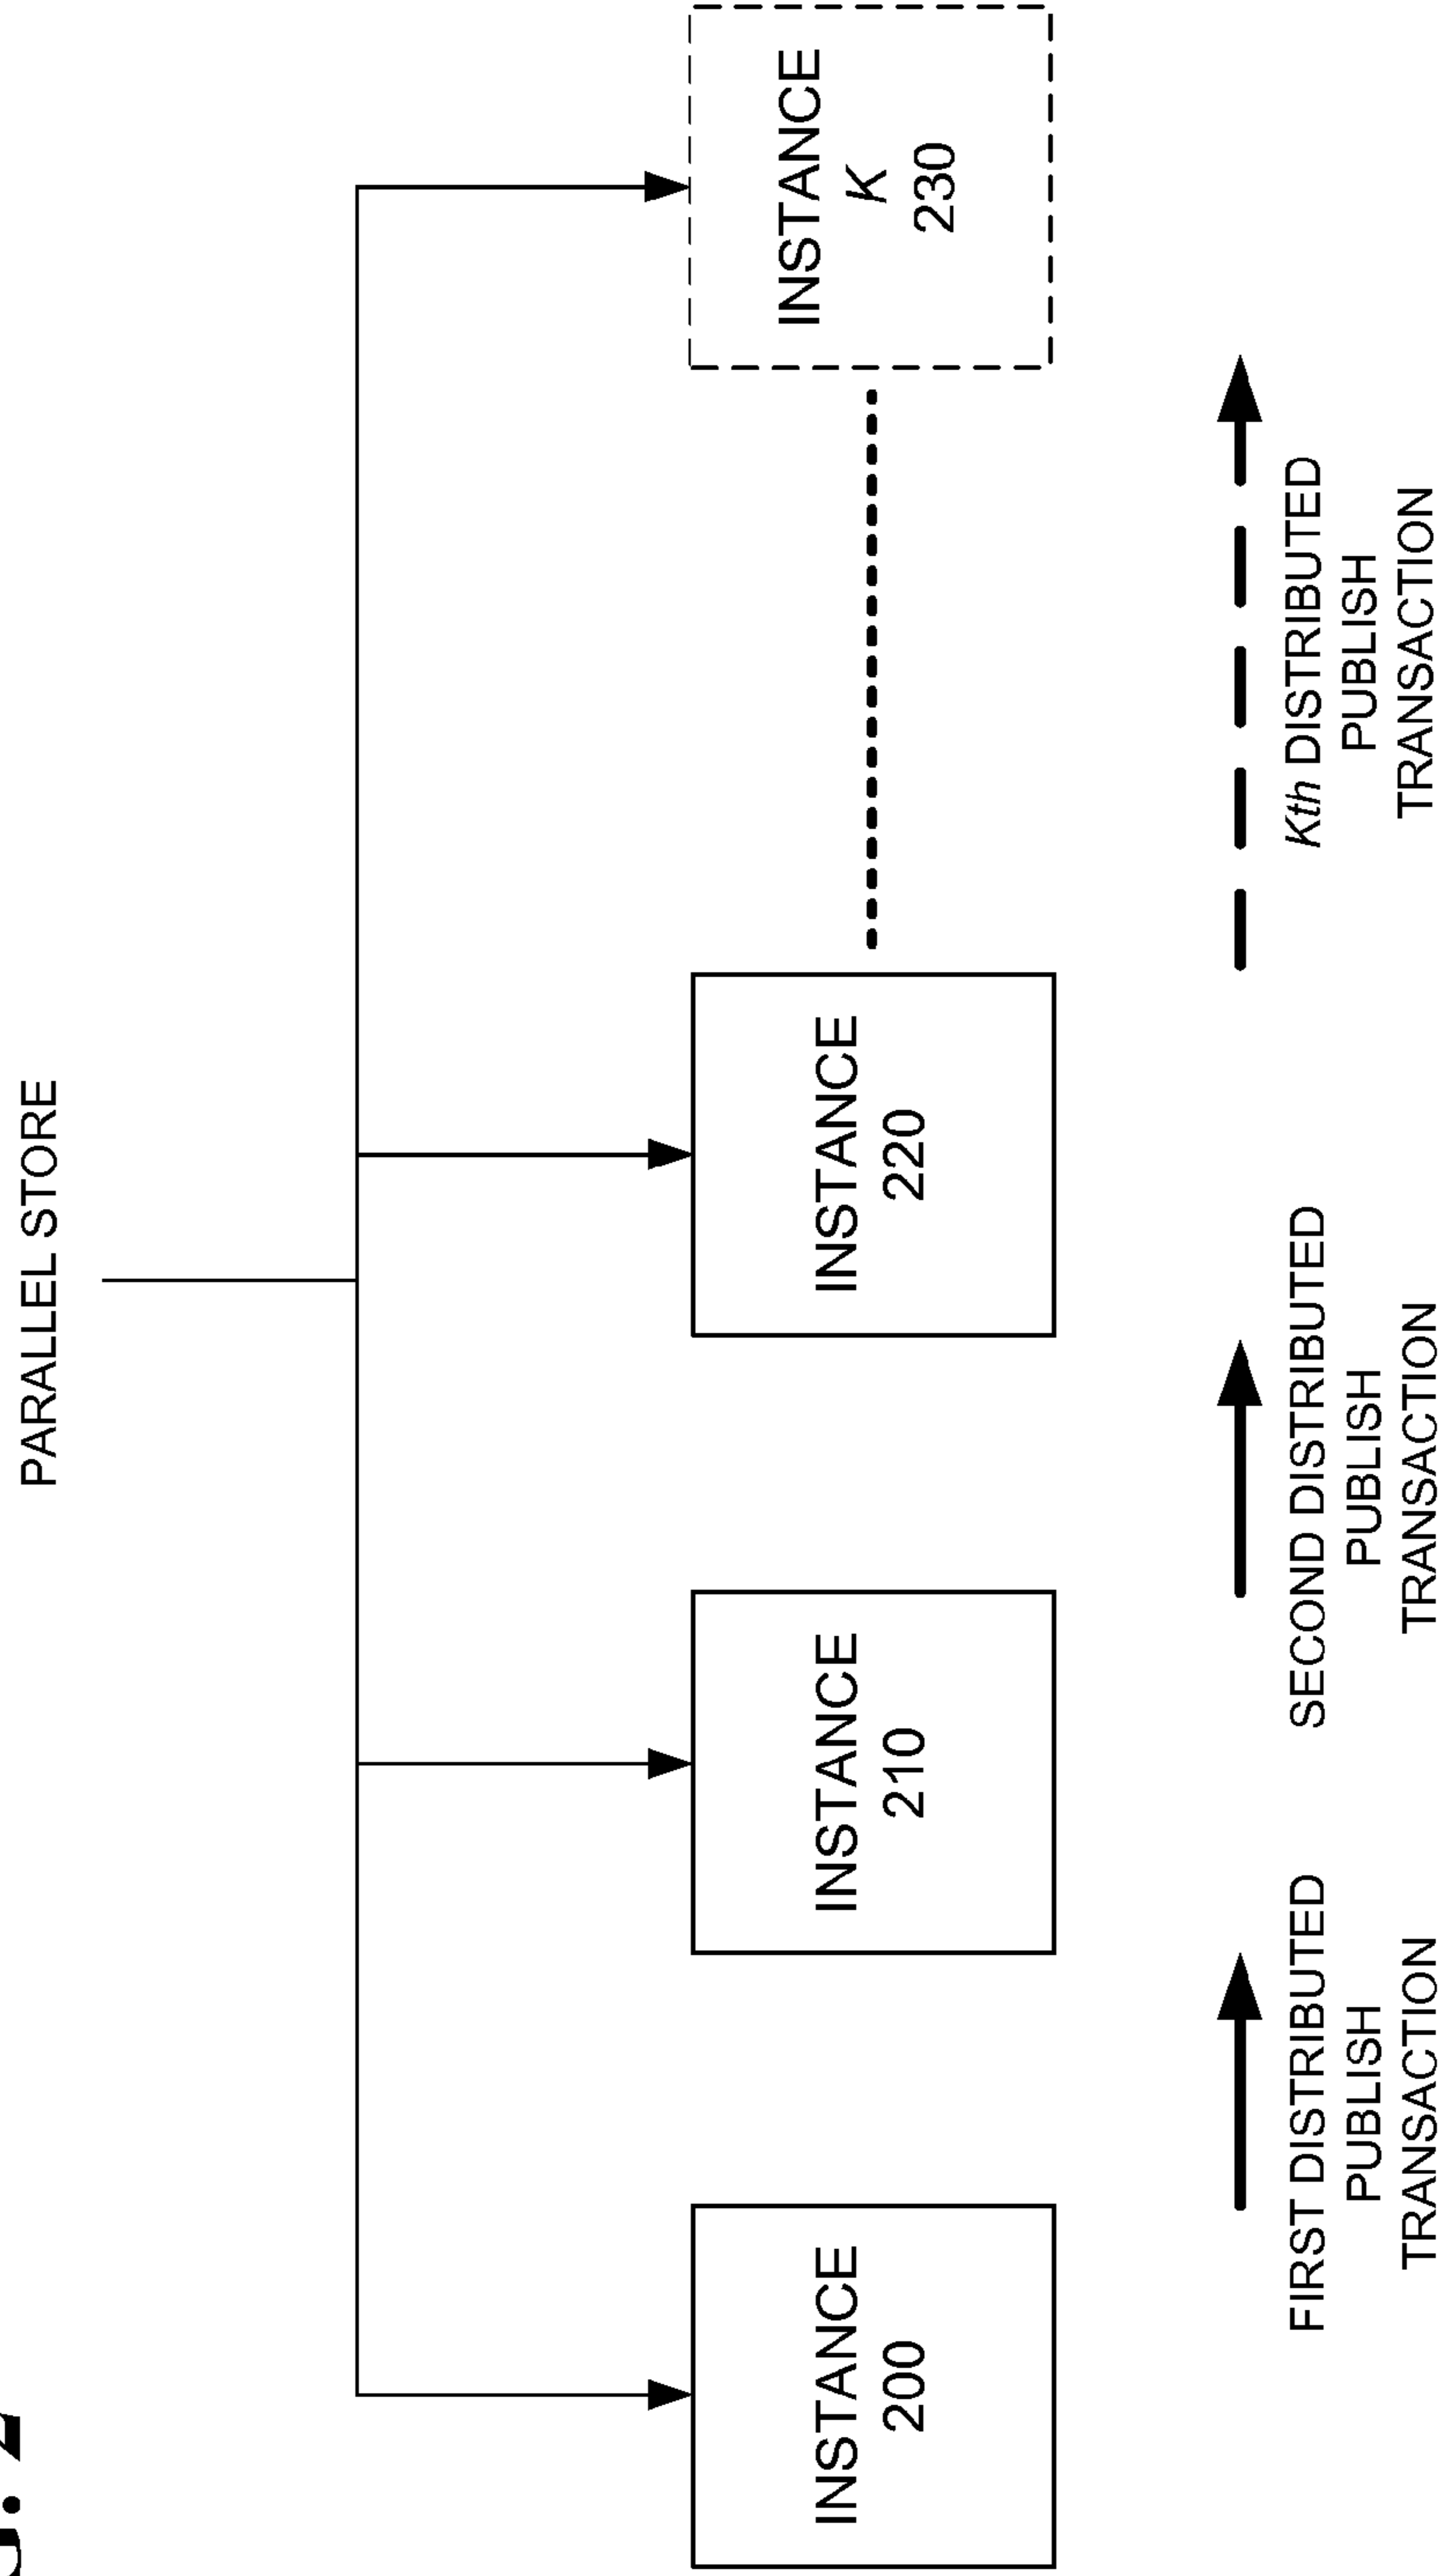 PARALLEL STORE
INSTANCE
200
INSTANCE
210
INSTANCE
220
INSTANCE
K
230
FIRST DISTRIBUTED
PUBLISH
TRANSACTION
SECOND DISTRIBUTED
PUBLISH
TRANSACTION
Kth DISTRIBUTED
PUBLISH
TRANSACTION